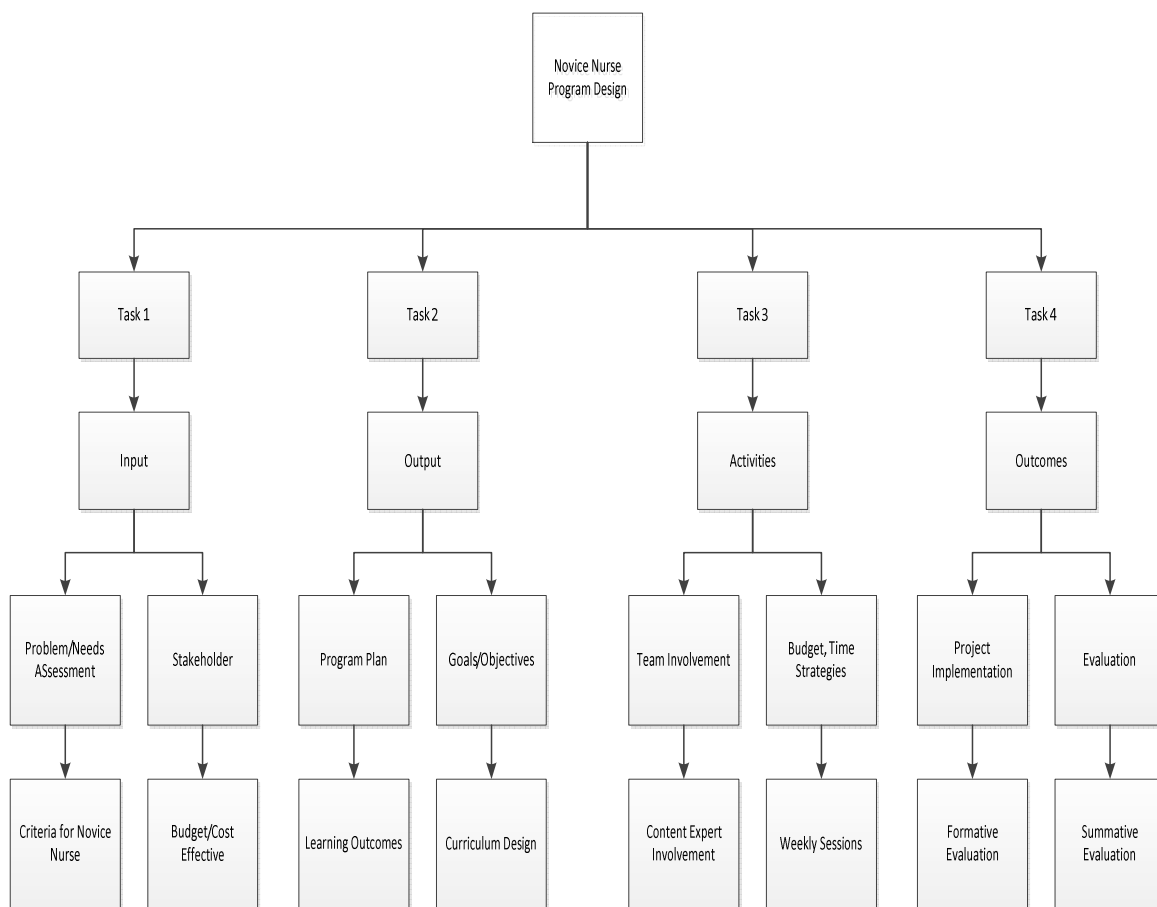 Novice Nurse
Program Design
Task 1
Task 2
Task 3
Task 4
Input
Output
Activities
Outcomes
Problem/Needs
ASsessment
Stakeholder
Program Plan
Goals/Objectives
Team Involvement
Budget, Time
Strategies
Project
Implementation
Evaluation
Criteria for Novice
Nurse
Budget/Cost
Effective
Learning Outcomes
Curriculum Design
Content Expert
Involvement
Weekly Sessions
Formative
Evaluation
Summative
Evaluation